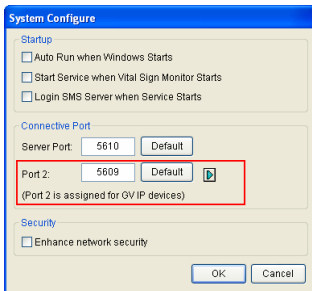 System Configure
Startup
Auto Run when Windows Starts
Start Service when Vital Sign Monitor Starts
Login SMS Server when Service Starts
Connective Port
Server Port: 5610 Default
Port 2: 5609 Default
(Port 2 is assigned for GV IP devices)
Security
Enhance network security
OK Cancel